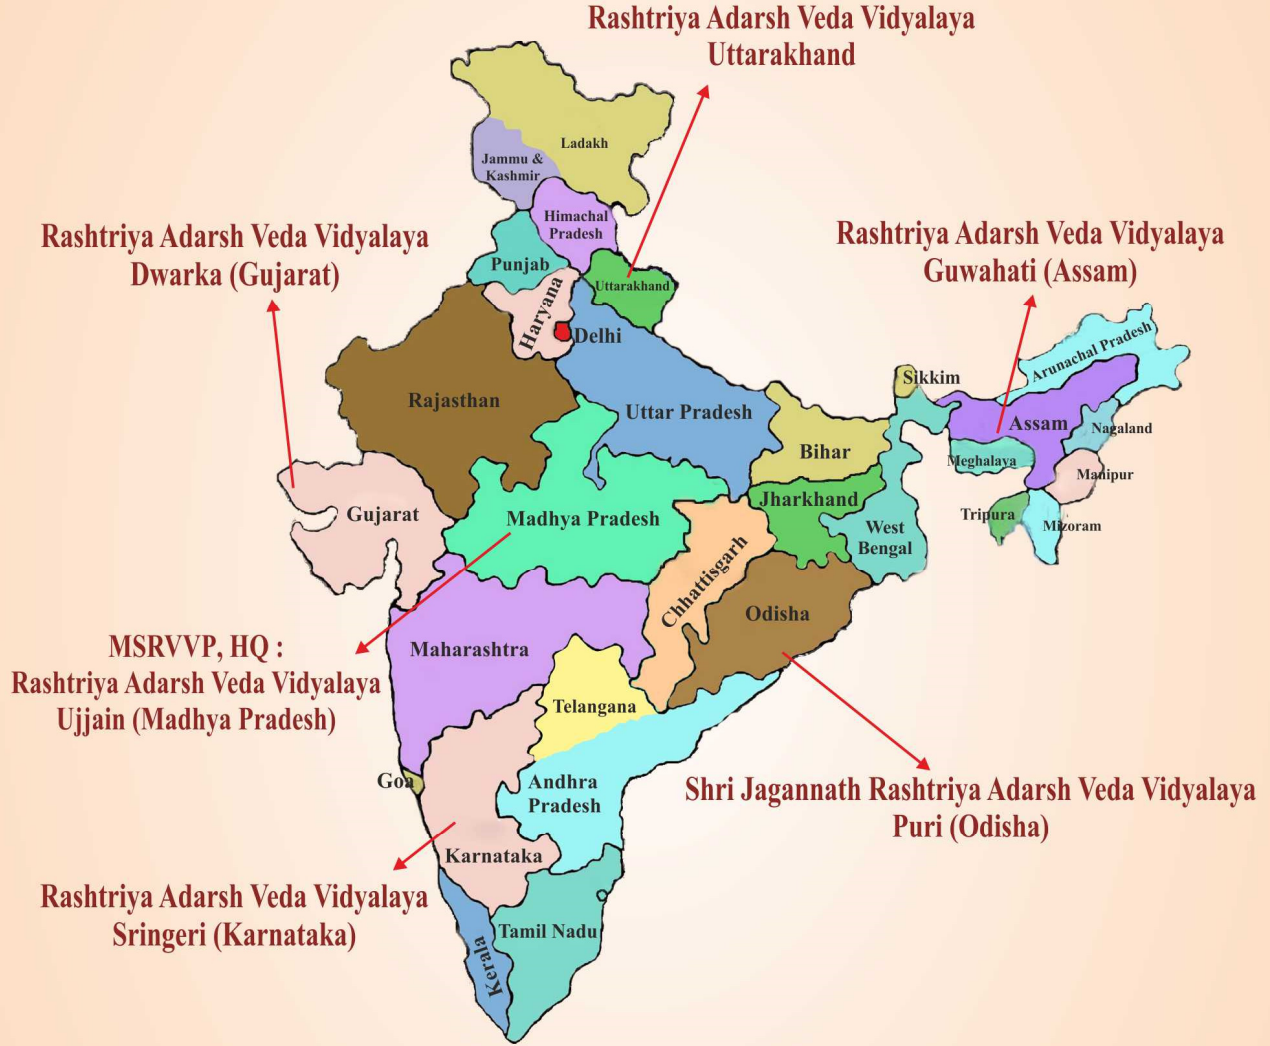 Rashtriya Adarsh Veda Vidyalaya
Uttarakhand
Ladakh
Jammu &
Kashmir
Himachal
Pradesh
Rashtriya Adarsh Veda Vidyalaya
Dwarka (Gujarat)
Rashtriya Adarsh Veda Vidyalaya
Guwahati (Assam)
Punjab
Uttarakhand
Haryana
Delhi
Arunachal Pradesh
Sikkim
Rajasthan
Uttar Pradesh
Assam
Nagaland
Bihar
Meghalaya
Manipur
Jharkhand
Gujarat
Madhya Pradesh
Tripura
Mizoram
West
Bengal
Chhattisgarh
Odisha
MSRVVP, HQ :
Rashtriya Adarsh Veda Vidyalaya
Ujjain (Madhya Pradesh)
Maharashtra
Telangana
Goa
Andhra
Pradesh
Shri Jagannath Rashtriya Adarsh Veda Vidyalaya
Puri (Odisha)
Karnataka
Rashtriya Adarsh Veda Vidyalaya
Sringeri (Karnataka)
Tamil Nadu
Kerala